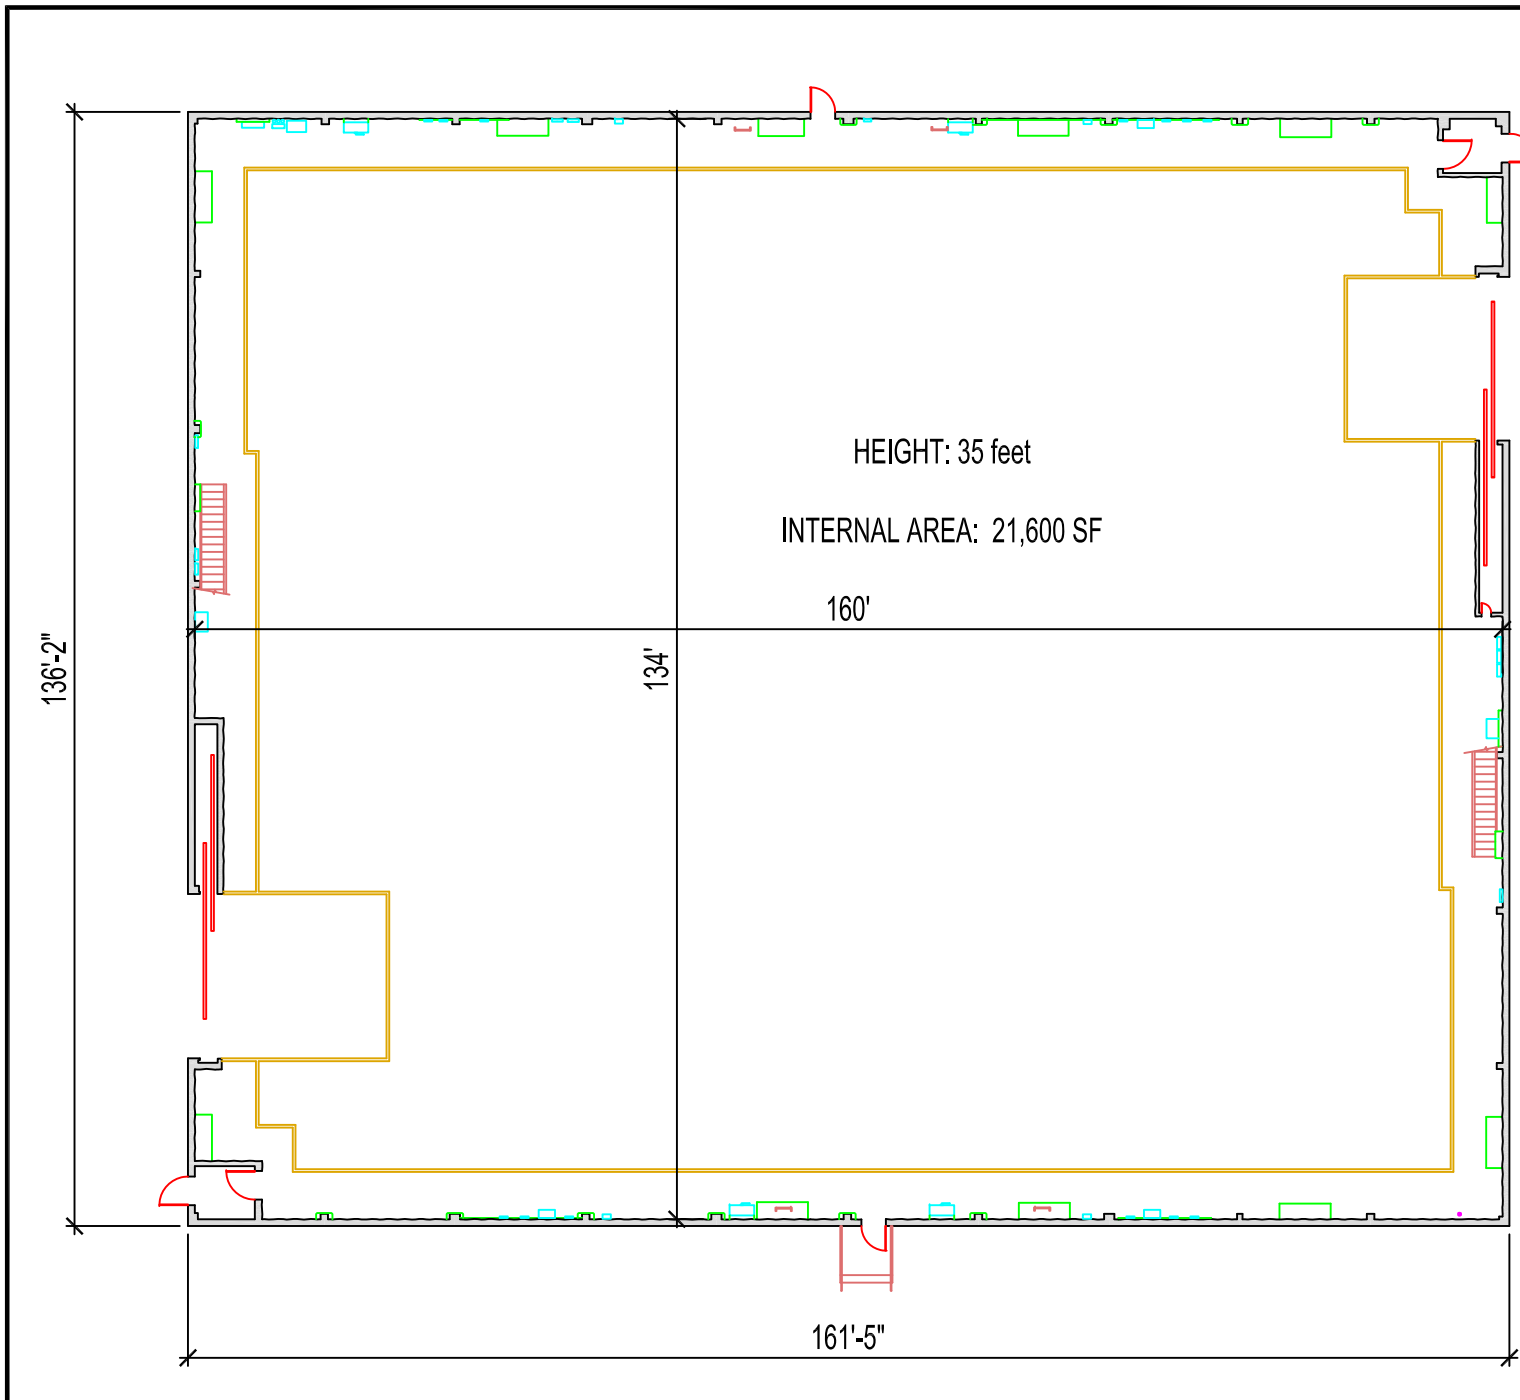 HEIGHT: 35 feet
INTERNAL AREA: 21,600 SF
160'
136'-2"
134'
161'-5"